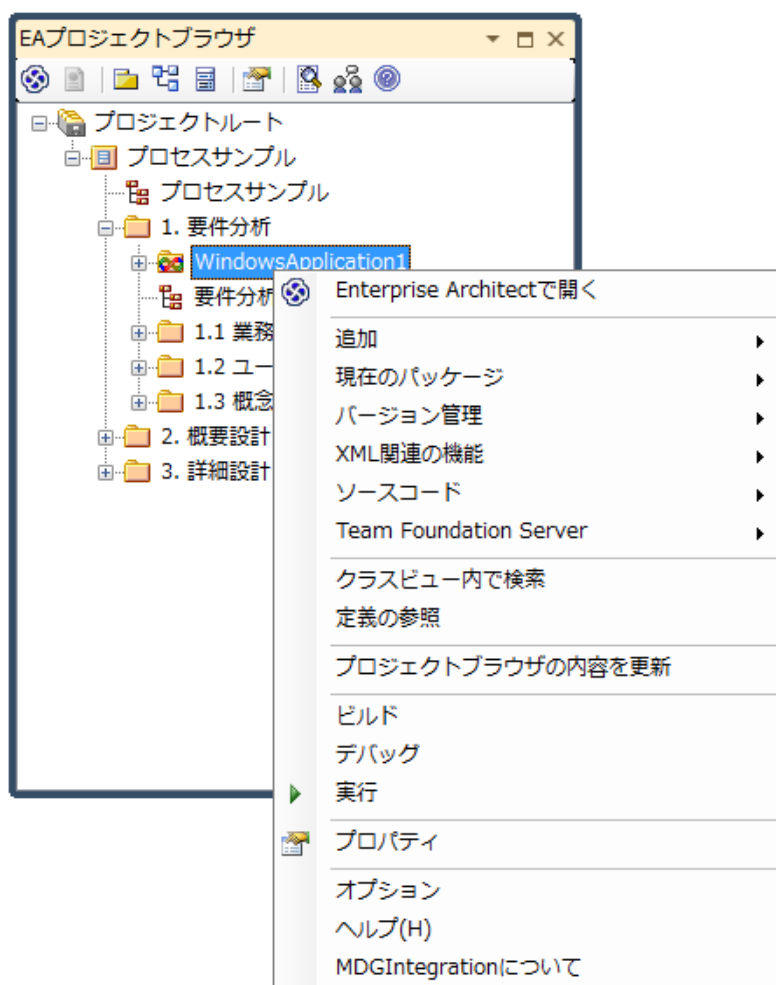 EAプロジェクトブラウザ
プロジェクトルート
プロセスサンプル
プロセスサンプル
1. 要件分析
WindowsApplication1
要件分析
1.1 業務
1.2 ユー
1.3 概念
2. 概要設計
3. 詳細設計
Enterprise Architectで開く
追加
現在のパッケージ
バージョン管理
XML関連の機能
ソースコード
Team Foundation Server
クラスビュー内で検索
定義の参照
プロジェクトブラウザの内容を更新
ビルド
デバッグ
実行
プロパティ
オプション
ヘルプ(H)
MDGIntegrationについて